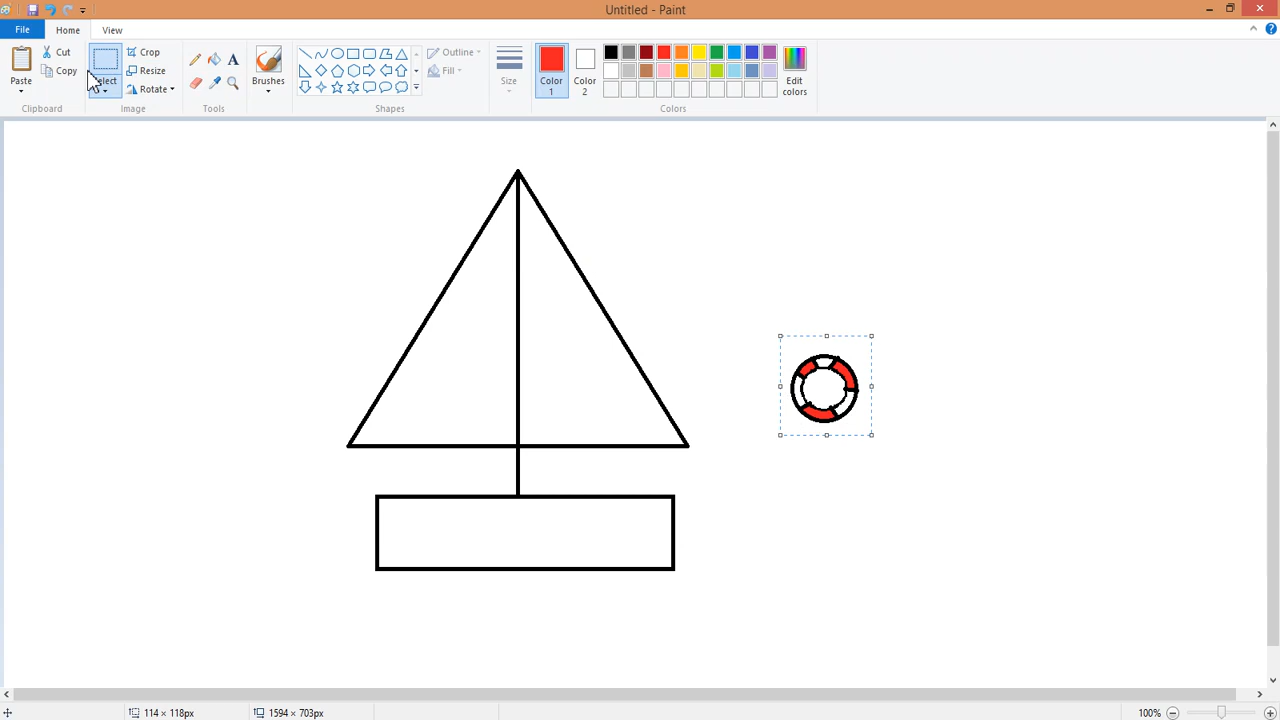 Untitled - Paint
File Home View
Paste
Cut
Copy
Clipboard
Select
Crop
Resize
Rotate
Image
A
Tools
Brushes
Outline
Fill
Shapes
Size
Color 1
Color 2
Edit colors
Colors
114 × 118px
1594 × 703px
100%